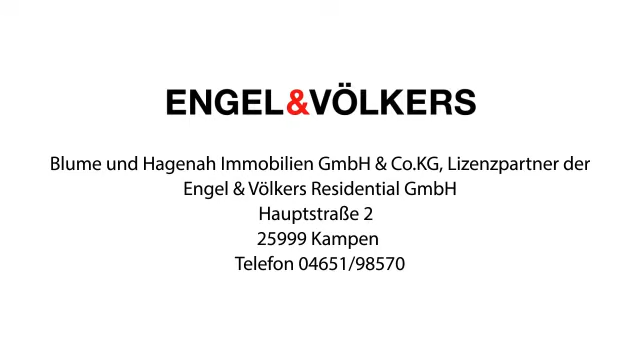 ENGEL&VÖLKERS
Blume und Hagenah Immobilien GmbH & Co.KG, Lizenzpartner der
Engel & Völkers Residential GmbH
Hauptstraße 2
25999 Kampen
Telefon 04651/98570